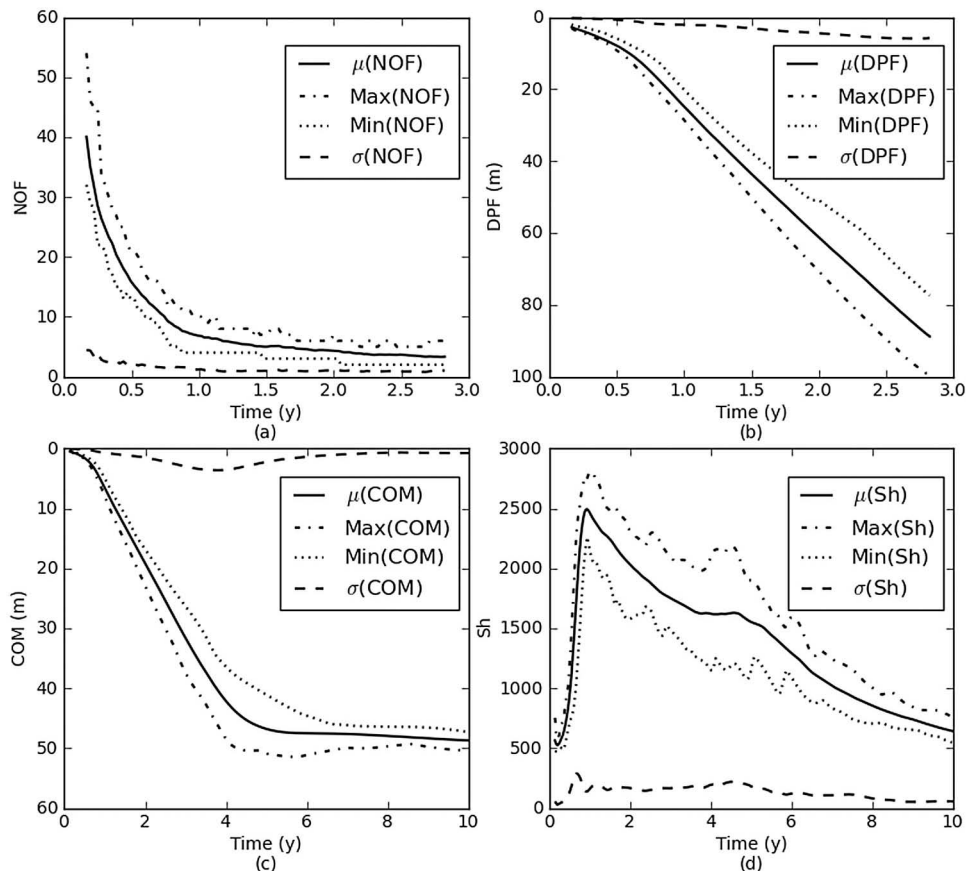 60
50
40
30
20
10
0
NOF
μ(NOF)
Max(NOF)
Min(NOF)
σ(NOF)
0.0 0.5 1.0 1.5 2.0 2.5 3.0
Time (y)
(a)
0
20
40
60
80
100
DPF (m)
μ(DPF)
Max(DPF)
Min(DPF)
σ(DPF)
0.0 0.5 1.0 1.5 2.0 2.5 3.0
Time (y)
(b)
0
10
20
30
40
50
60
COM (m)
μ(COM)
Max(COM)
Min(COM)
σ(COM)
0 2 4 6 8 10
Time (y)
(c)
3000
2500
2000
1500
1000
500
0
Sh
μ(Sh)
Max(Sh)
Min(Sh)
σ(Sh)
0 2 4 6 8 10
Time (y)
(d)